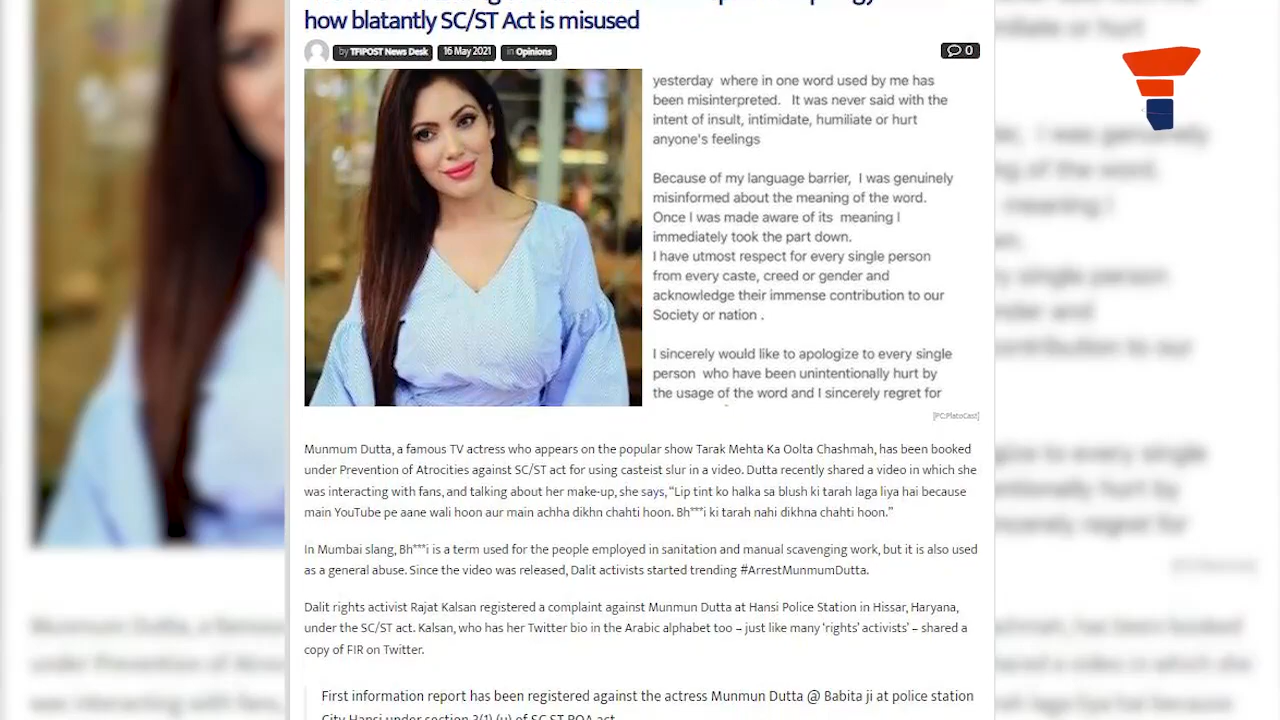 how blatantly SC/ST Act is misused
by TFIPOST News Desk 16 May 2021 in Opinions 0
yesterday where in one word used by me has
been misinterpreted. It was never said with the
intent of insult, intimidate, humiliate or hurt
anyone's feelings
Because of my language barrier, I was genuinely
misinformed about the meaning of the word.
Once I was made aware of its meaning I
immediately took the part down.
I have utmost respect for every single person
from every caste, creed or gender and
acknowledge their immense contribution to our
Society or nation .
I sincerely would like to apologize to every single
person who have been unintentionally hurt by
the usage of the word and I sincerely regret for
[PC:PlatoCast]
Munmum Dutta, a famous TV actress who appears on the popular show Tarak Mehta Ka Oolta Chashmah, has been booked
under Prevention of Atrocities against SC/ST act for using casteist slur in a video. Dutta recently shared a video in which she
was interacting with fans, and talking about her make-up, she says, “Lip tint ko halka sa blush ki tarah laga liya hai because
main YouTube pe aane wali hoon aur main achha dikhn chahti hoon. Bh***i ki tarah nahi dikhna chahti hoon.”
In Mumbai slang, Bh***i is a term used for the people employed in sanitation and manual scavenging work, but it is also used
as a general abuse. Since the video was released, Dalit activists started trending #ArrestMunmumDutta.
Dalit rights activist Rajat Kalsan registered a complaint against Munmun Dutta at Hansi Police Station in Hissar, Haryana,
under the SC/ST act. Kalsan, who has her Twitter bio in the Arabic alphabet too – just like many ‘rights’ activists’ – shared a
copy of FIR on Twitter.
First information report has been registered against the actress Munmun Dutta @ Babita ji at police station
City Hansi under section 3(1) (u) of SC ST POA act